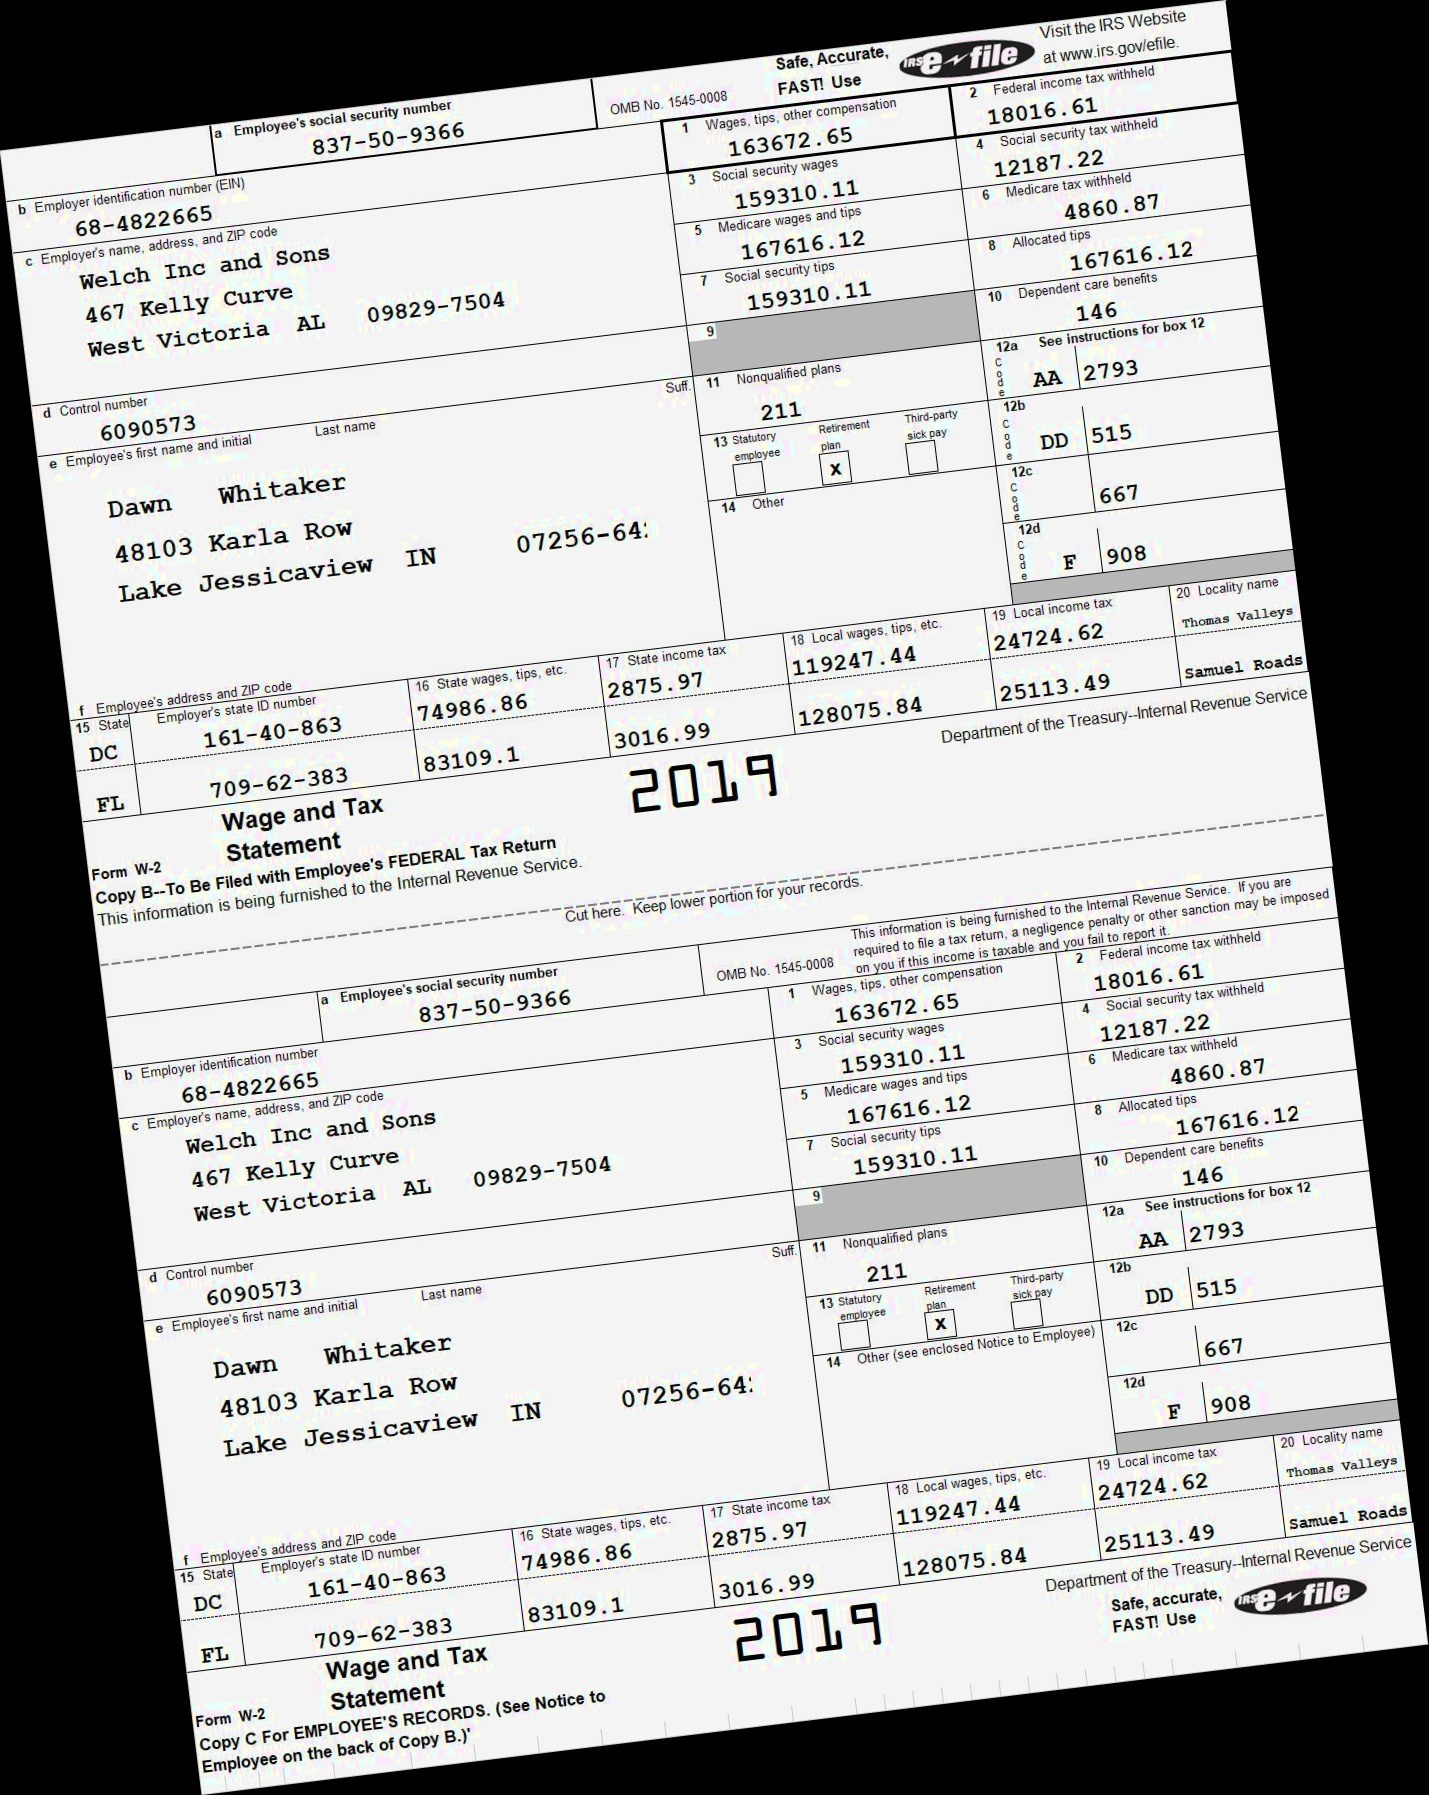 Safe, Accurate,
FAST! Use
IRS e-file
Visit the IRS Website
at www.irs.gov/efile.
a Employee's social security number
837-50-9366
OMB No. 1545-0008
1 Wages, tips, other compensation
163672.65
2 Federal income tax withheld
18016.61
b Employer identification number (EIN)
68-4822665
3 Social security wages
159310.11
4 Social security tax withheld
12187.22
c Employer's name, address, and ZIP code
Welch Inc and Sons
467 Kelly Curve
West Victoria AL 09829-7504
5 Medicare wages and tips
167616.12
6 Medicare tax withheld
4860.87
7 Social security tips
159310.11
8 Allocated tips
167616.12
9
10 Dependent care benefits
146
d Control number
6090573
11 Nonqualified plans
211
12a See instructions for box 12
Code AA 2793
e Employee's first name and initial Last name Suff.
Dawn Whitaker
48103 Karla Row
Lake Jessicaview IN 07256-64
13 Statutory employee
Retirement plan
x
Third-party sick pay
12b
Code DD 515
14 Other
12c
Code 667
12d
Code F 908
f Employee's address and ZIP code
15 State Employer's state ID number
16 State wages, tips, etc.
17 State income tax
18 Local wages, tips, etc.
19 Local income tax
20 Locality name
DC 161-40-863 74986.86 2875.97 119247.44 24724.62 Thomas Valleys
FL 709-62-383 83109.1 3016.99 128075.84 25113.49 Samuel Roads
Form W-2
Wage and Tax
Statement
2019
Department of the Treasury--Internal Revenue Service
Copy B--To Be Filed with Employee's FEDERAL Tax Return
This information is being furnished to the Internal Revenue Service.
Cut here. Keep lower portion for your records.
This information is being furnished to the Internal Revenue Service. If you are
required to file a tax return, a negligence penalty or other sanction may be imposed
on you if this income is taxable and you fail to report it.
a Employee's social security number
837-50-9366
OMB No. 1545-0008
1 Wages, tips, other compensation
163672.65
2 Federal income tax withheld
18016.61
b Employer identification number
68-4822665
3 Social security wages
159310.11
4 Social security tax withheld
12187.22
c Employer's name, address, and ZIP code
Welch Inc and Sons
467 Kelly Curve
West Victoria AL 09829-7504
5 Medicare wages and tips
167616.12
6 Medicare tax withheld
4860.87
7 Social security tips
159310.11
8 Allocated tips
167616.12
9
10 Dependent care benefits
146
d Control number
6090573
11 Nonqualified plans
211
12a See instructions for box 12
AA 2793
e Employee's first name and initial Last name Suff.
Dawn Whitaker
48103 Karla Row
Lake Jessicaview IN 07256-64
13 Statutory employee
Retirement plan
x
Third-party sick pay
12b
DD 515
14 Other (see enclosed Notice to Employee)
12c
667
12d
F 908
f Employee's address and ZIP code
15 State Employer's state ID number
16 State wages, tips, etc.
17 State income tax
18 Local wages, tips, etc.
19 Local income tax
20 Locality name
DC 161-40-863 74986.86 2875.97 119247.44 24724.62 Thomas Valleys
FL 709-62-383 83109.1 3016.99 128075.84 25113.49 Samuel Roads
Form W-2
Wage and Tax
Statement
2019
Department of the Treasury--Internal Revenue Service
Safe, accurate,
FAST! Use
IRS e-file
Copy C For EMPLOYEE'S RECORDS. (See Notice to
Employee on the back of Copy B.)'